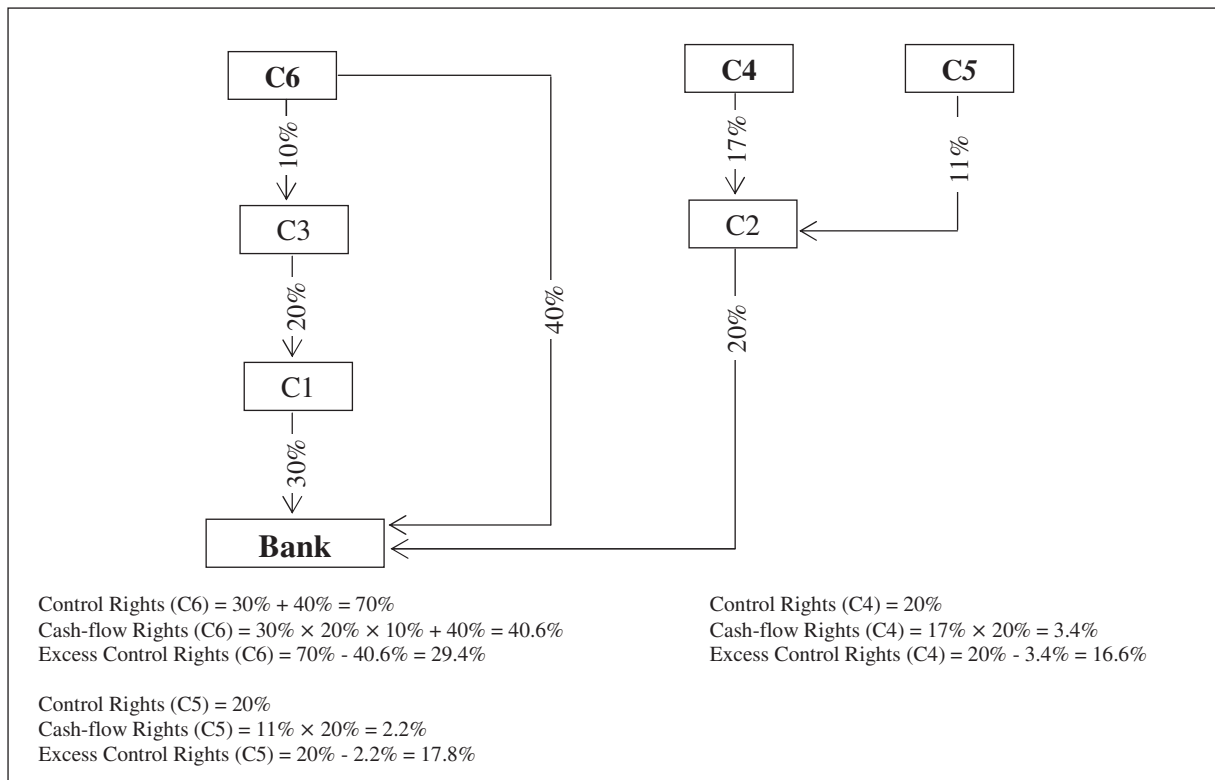 C6
C4
C5
10%
17%
11%
C3
C2
20%
40%
20%
C1
30%
Bank
Control Rights (C6) = 30% + 40% = 70%
Cash-flow Rights (C6) = 30% × 20% × 10% + 40% = 40.6%
Excess Control Rights (C6) = 70% - 40.6% = 29.4%
Control Rights (C4) = 20%
Cash-flow Rights (C4) = 17% × 20% = 3.4%
Excess Control Rights (C4) = 20% - 3.4% = 16.6%
Control Rights (C5) = 20%
Cash-flow Rights (C5) = 11% × 20% = 2.2%
Excess Control Rights (C5) = 20% - 2.2% = 17.8%